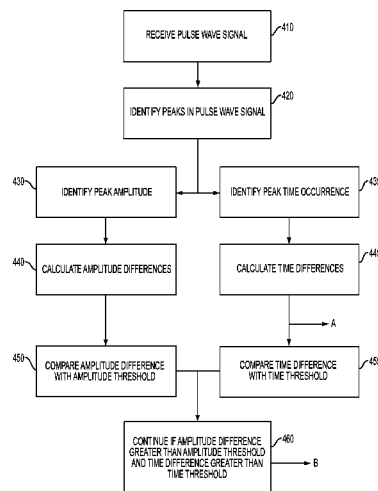 RECEIVE PULSE WAVE SIGNAL
410
IDENTIFY PEAKS IN PULSE WAVE SIGNAL
420
430
IDENTIFY PEAK AMPLITUDE
IDENTIFY PEAK TIME OCCURRENCE
440
CALCULATE AMPLITUDE DIFFERENCES
CALCULATE TIME DIFFERENCES
A
450
COMPARE AMPLITUDE DIFFERENCE
WITH AMPLITUDE THRESHOLD
COMPARE TIME DIFFERENCE
WITH TIME THRESHOLD
CONTINUE IF AMPLITUDE DIFFERENCE
GREATER THAN AMPLITUDE THRESHOLD
AND TIME DIFFERENCE GREATER THAN
TIME THRESHOLD
460
B